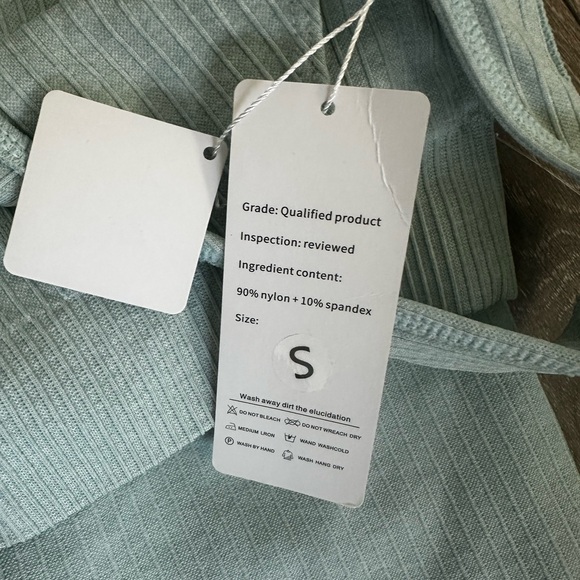 Grade: Qualified product
Inspection: reviewed
Ingredient content:
90% nylon + 10% spandex
Size:
S
Wash away dirt the elucidation
DO NOT BLEACH DO NOT WREACH DRY
MEDIUM LRON WAND WASHCOLD
P WASH BY HAND WASH HANG DRY